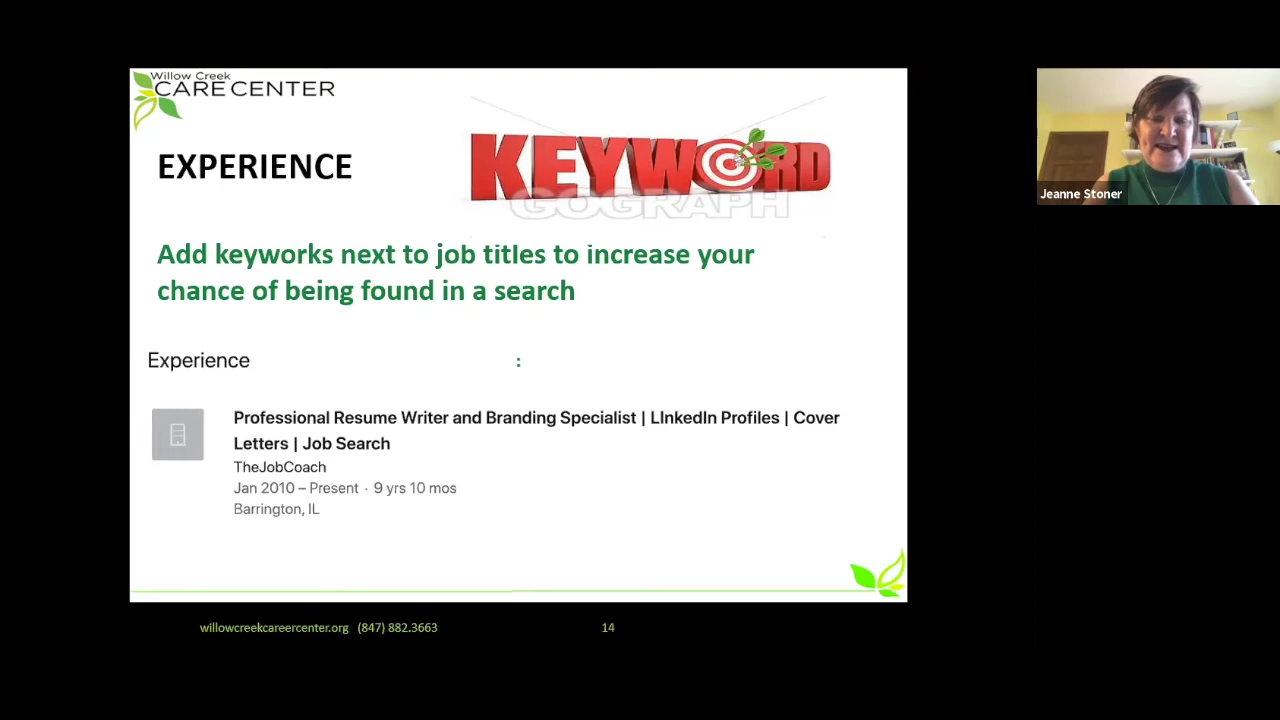 Willow Creek
CARE CENTER
KEYWORD
GOGRAPH
EXPERIENCE
Add keyworks next to job titles to increase your
chance of being found in a search
Experience
:
Professional Resume Writer and Branding Specialist | LInkedIn Profiles | Cover
Letters | Job Search
TheJobCoach
Jan 2010 – Present · 9 yrs 10 mos
Barrington, IL
willowcreekcareercenter.org (847) 882.3663
14
Jeanne Stoner